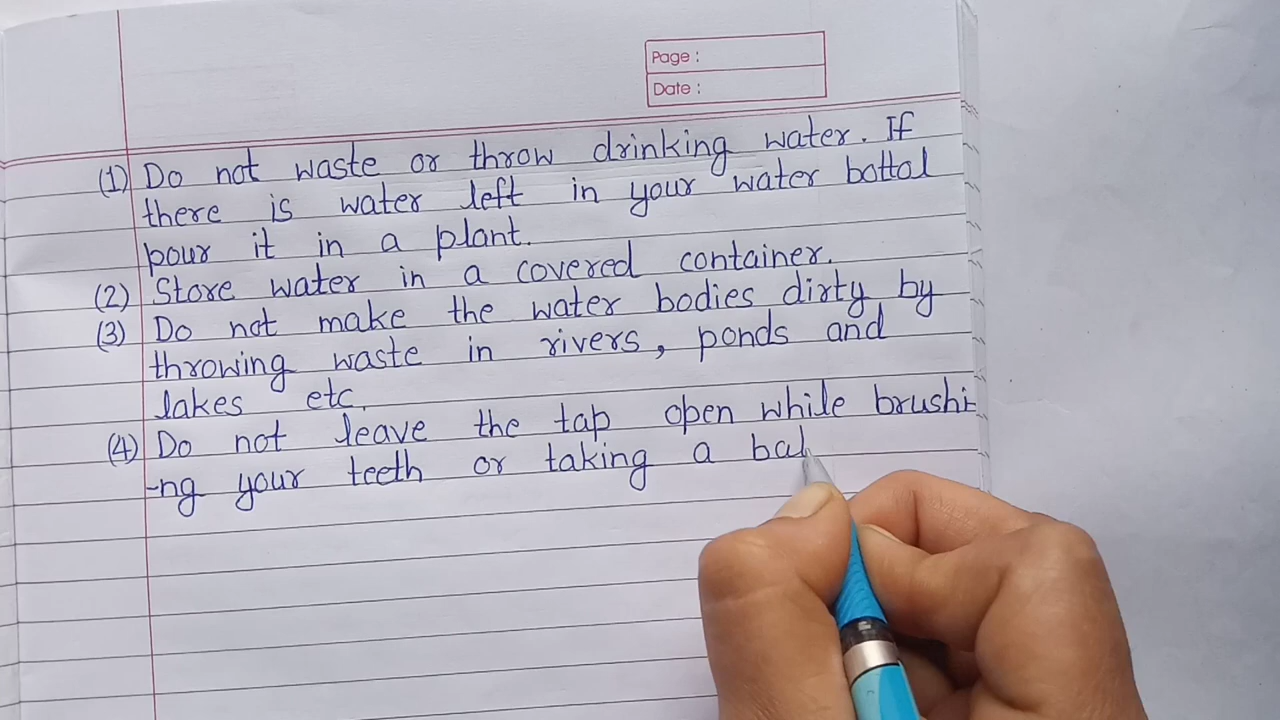 Page :
Date :
(1) Do not waste or throw drinking water. If
there is water left in your water bottol
pour it in a plant.
(2) Store water in a covered container.
(3) Do not make the water bodies dirty by
throwing waste in rivers, ponds and
lakes etc.
(4) Do not leave the tap open while brushi
-ng your teeth or taking a